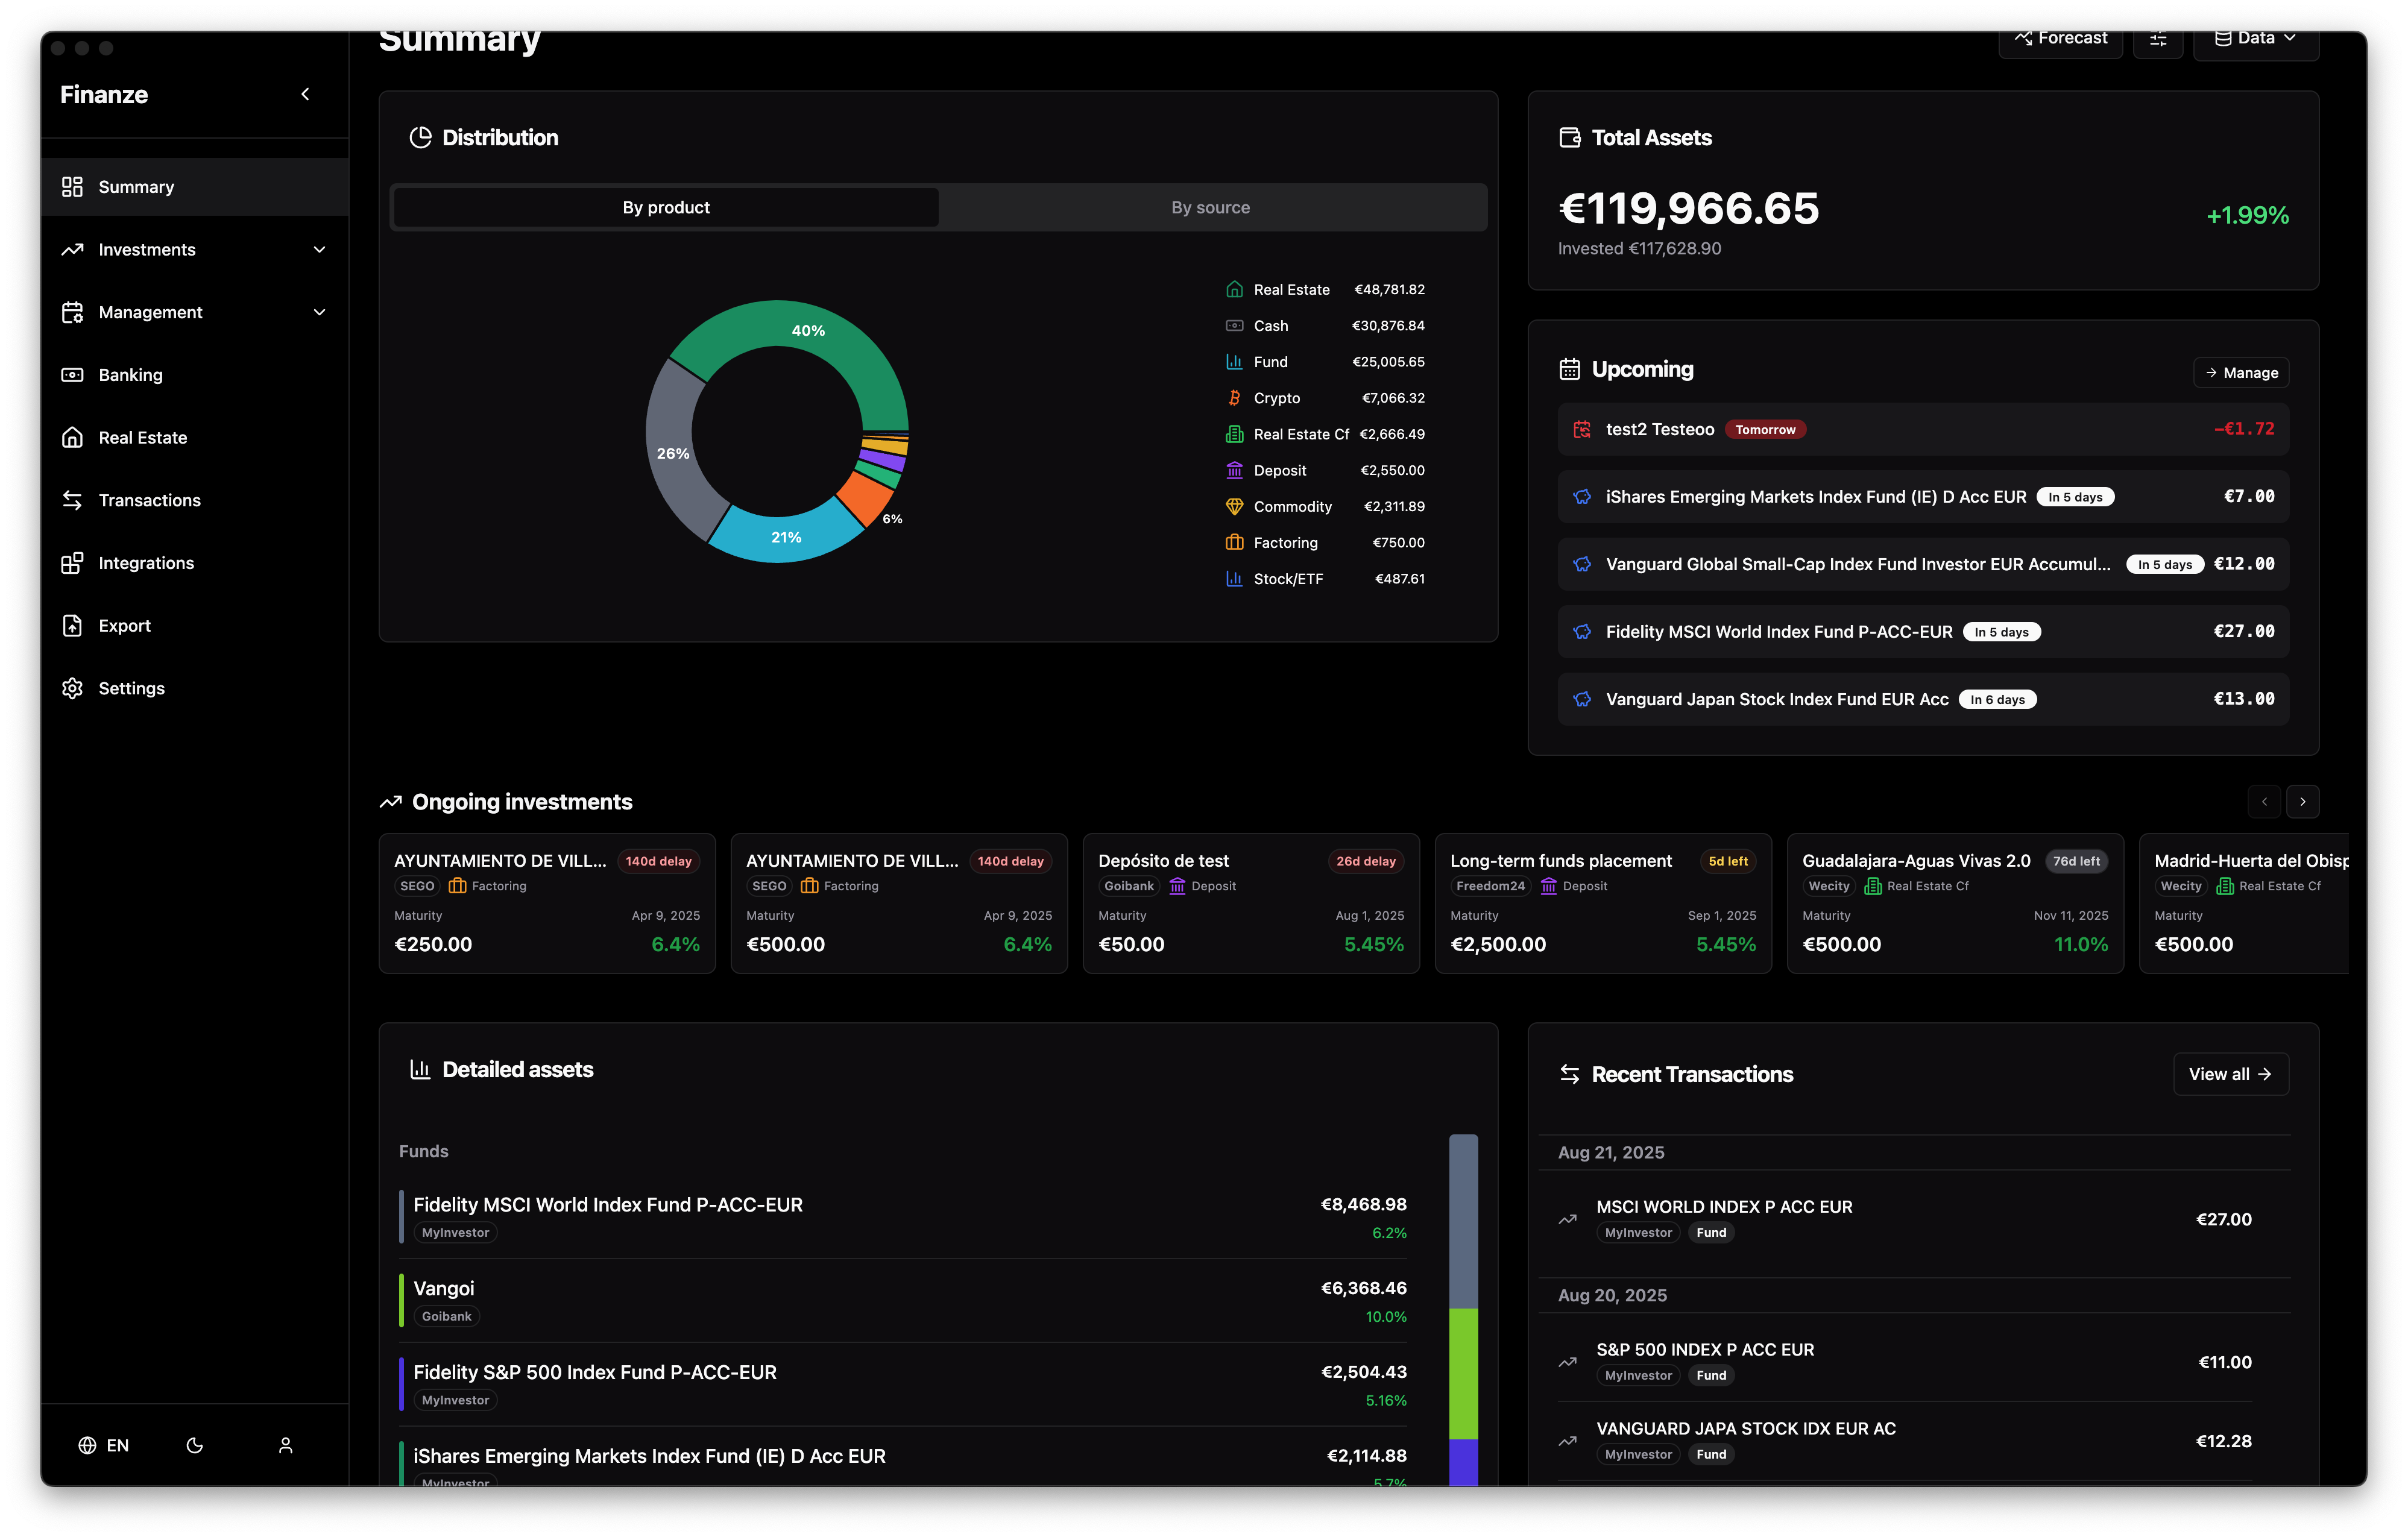 Finanze
Summary
Investments
Management
Banking
Real Estate
Transactions
Integrations
Export
Settings
EN
Summary
Forecast
Data
Distribution
By product
By source
40%
26%
21%
6%
Real Estate €48,781.82
Cash €30,876.84
Fund €25,005.65
Crypto €7,066.32
Real Estate Cf €2,666.49
Deposit €2,550.00
Commodity €2,311.89
Factoring €750.00
Stock/ETF €487.61
Total Assets
€119,966.65
+1.99%
Invested €117,628.90
Upcoming
Manage
test2 Testeoo Tomorrow -€1.72
iShares Emerging Markets Index Fund (IE) D Acc EUR In 5 days €7.00
Vanguard Global Small-Cap Index Fund Investor EUR Accumul... In 5 days €12.00
Fidelity MSCI World Index Fund P-ACC-EUR In 5 days €27.00
Vanguard Japan Stock Index Fund EUR Acc In 6 days €13.00
Ongoing investments
AYUNTAMIENTO DE VILL... 140d delay
SEGO Factoring
Maturity Apr 9, 2025
€250.00 6.4%
AYUNTAMIENTO DE VILL... 140d delay
SEGO Factoring
Maturity Apr 9, 2025
€500.00 6.4%
Depósito de test 26d delay
Goibank Deposit
Maturity Aug 1, 2025
€50.00 5.45%
Long-term funds placement 5d left
Freedom24 Deposit
Maturity Sep 1, 2025
€2,500.00 5.45%
Guadalajara-Aguas Vivas 2.0 76d left
Wecity Real Estate Cf
Maturity Nov 11, 2025
€500.00 11.0%
Madrid-Huerta del Obisp
Wecity Real Estate Cf
Maturity
€500.00
Detailed assets
Funds
Fidelity MSCI World Index Fund P-ACC-EUR €8,468.98
MyInvestor 6.2%
Vangoi €6,368.46
Goibank 10.0%
Fidelity S&P 500 Index Fund P-ACC-EUR €2,504.43
MyInvestor 5.16%
iShares Emerging Markets Index Fund (IE) D Acc EUR €2,114.88
MyInvestor 5.7%
Recent Transactions
View all
Aug 21, 2025
MSCI WORLD INDEX P ACC EUR
MyInvestor Fund
€27.00
Aug 20, 2025
S&P 500 INDEX P ACC EUR
MyInvestor Fund
€11.00
VANGUARD JAPA STOCK IDX EUR AC
MyInvestor Fund
€12.28